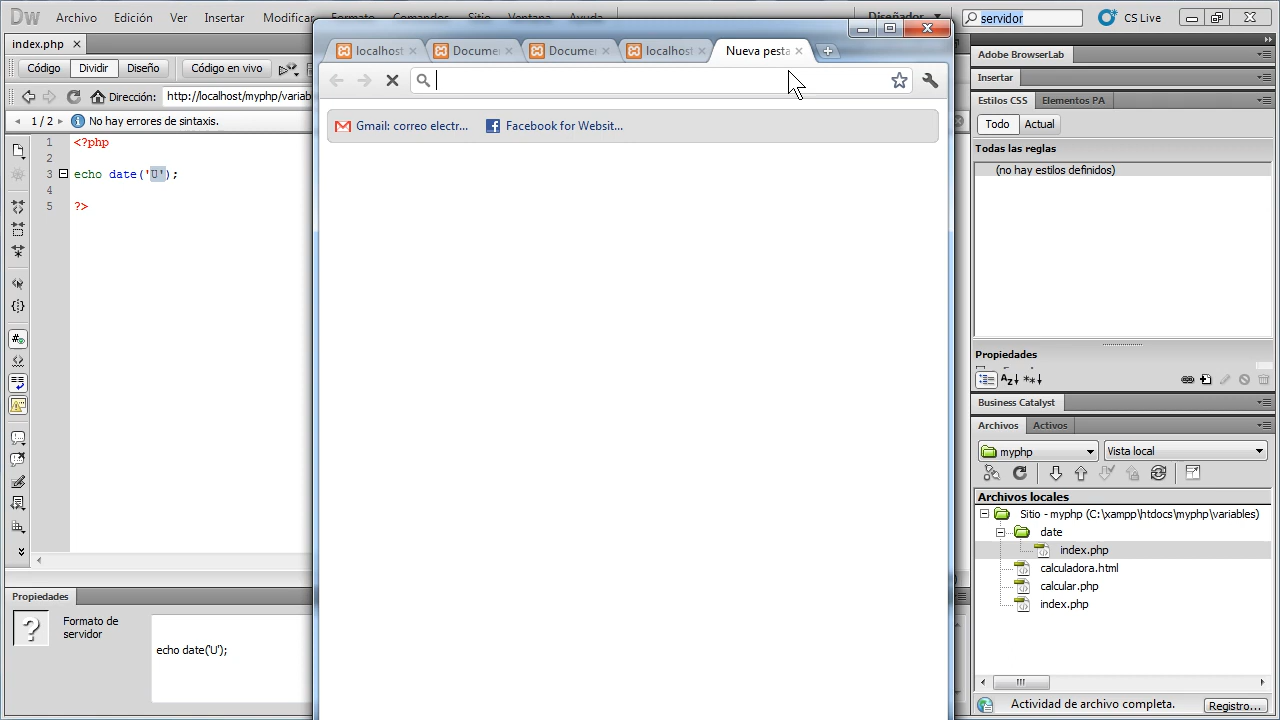 Dw Archivo Edición Ver Insertar Modificar Formato Comandos Sitio Ventana Ayuda Diseñador servidor CS Live
index.php
localhost
Docume
Docume
localhost
Nueva pesta
Código Dividir Diseño Código en vivo
Dirección: http://localhost/myphp/variab
1 / 2 No hay errores de sintaxis.
1 <?php
2
3 echo date('U');
4
5 ?>
Gmail: correo electr...
Facebook for Websit...
Adobe BrowserLab
Insertar
Estilos CSS Elementos PA
Todo Actual
Todas las reglas
(no hay estilos definidos)
Propiedades
Business Catalyst
Archivos Activos
myphp Vista local
Archivos locales
Sitio - myphp (C:\xampp\htdocs\myphp\variables)
date
index.php
calculadora.html
calcular.php
index.php
Actividad de archivo completa. Registro...
Propiedades
Formato de
servidor
echo date('U');